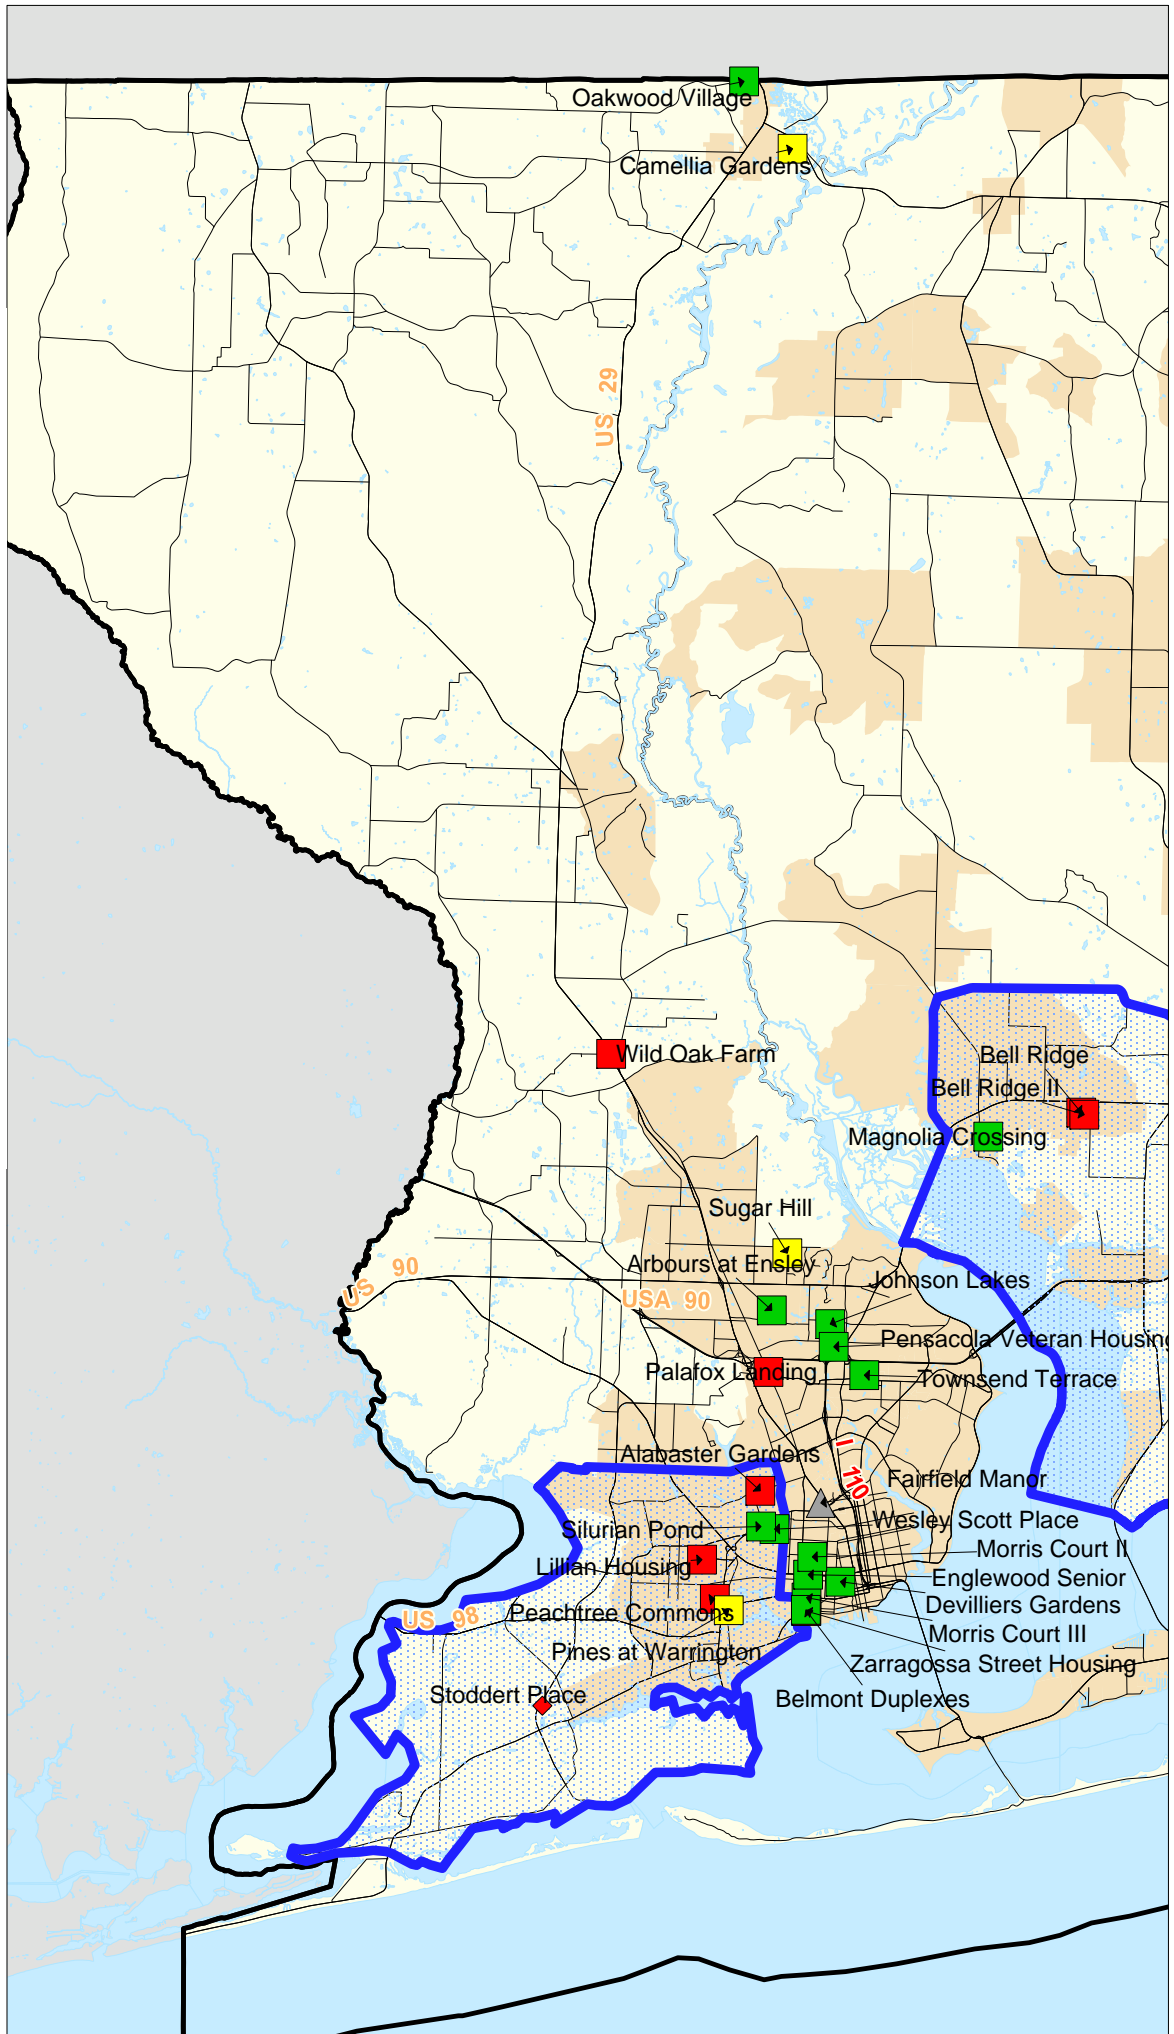 Oakwood Village
Camellia Gardens
US 29
Wild Oak Farm
Bell Ridge
Bell Ridge II
Magnolia Crossing
Sugar Hill
Arbours at Ensley
US 90
USA 90
Johnson Lakes
Pensacola Veteran Housing
Palafox Landing
Townsend Terrace
Alabaster Gardens
I 110
Fairfield Manor
Silurian Pond
Wesley Scott Place
Morris Court II
Lillian Housing
Englewood Senior
Devilliers Gardens
US 98
Peachtree Commons
Morris Court III
Pines at Warrington
Zarragossa Street Housing
Stoddert Place
Belmont Duplexes